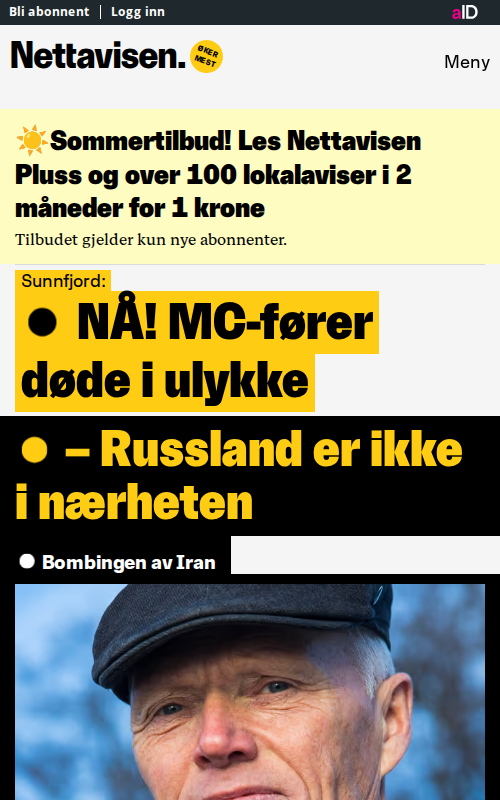 Bli abonnent | Logg inn
aID
Nettavisen.
ØKER
MEST
Meny
☀️Sommertilbud! Les Nettavisen
Pluss og over 100 lokalaviser i 2
måneder for 1 krone
Tilbudet gjelder kun nye abonnenter.
Sunnfjord:
● NÅ! MC-fører
døde i ulykke
● – Russland er ikke
i nærheten
● Bombingen av Iran